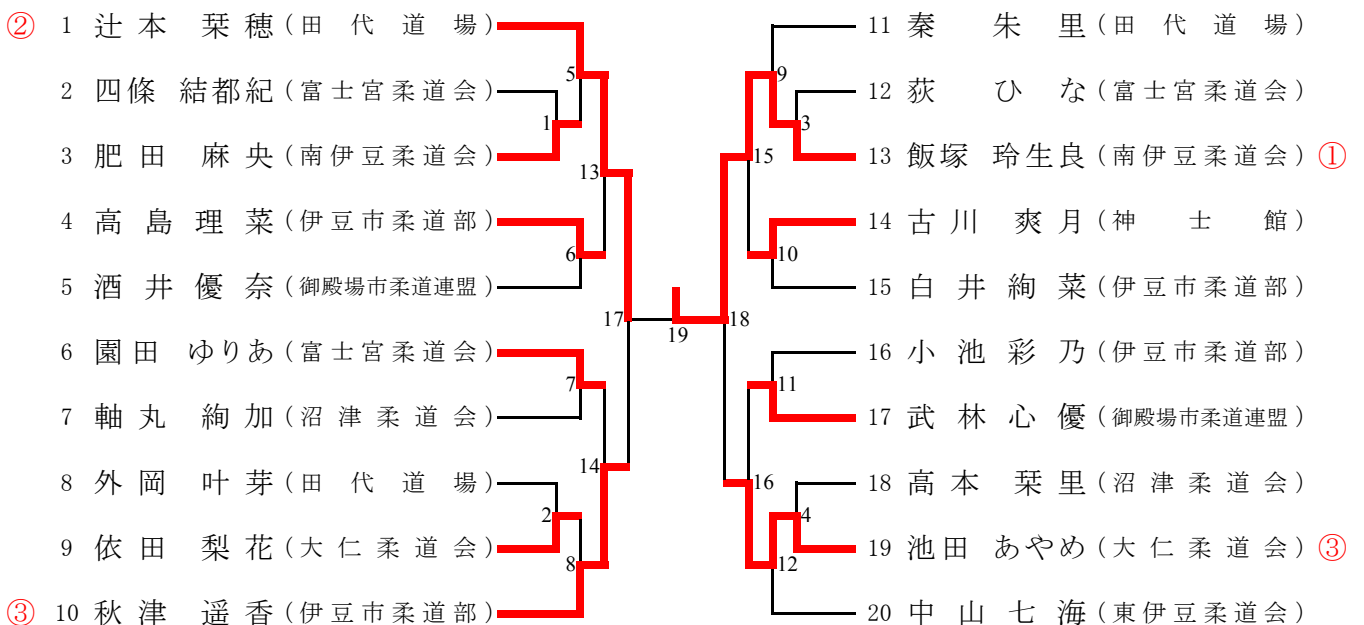 ② 1 辻本 栞穂 (田代道場)
2 四條 結都紀 (富士宮柔道会)
3 肥田 麻央 (南伊豆柔道会)
4 高島理菜 (伊豆市柔道部)
5 酒井優奈 (御殿場市柔道連盟)
6 園田 ゆりあ (富士宮柔道会)
7 軸丸 絢加 (沼津柔道会)
8 外岡 叶芽 (田代道場)
9 依田 梨花 (大仁柔道会)
③ 10 秋津 遥香 (伊豆市柔道部)
5
1
13
6
17
7
14
2
8
19
9
3
15
10
18
11
16
4
12
11 秦 朱里 (田代道場)
12 荻 ひな (富士宮柔道会)
13 飯塚 玲生良 (南伊豆柔道会) ①
14 古川 爽月 (神士館)
15 白井絢菜 (伊豆市柔道部)
16 小池彩乃 (伊豆市柔道部)
17 武林心優 (御殿場市柔道連盟)
18 高本 栞里 (沼津柔道会)
19 池田 あやめ (大仁柔道会) ③
20 中山七海 (東伊豆柔道会)